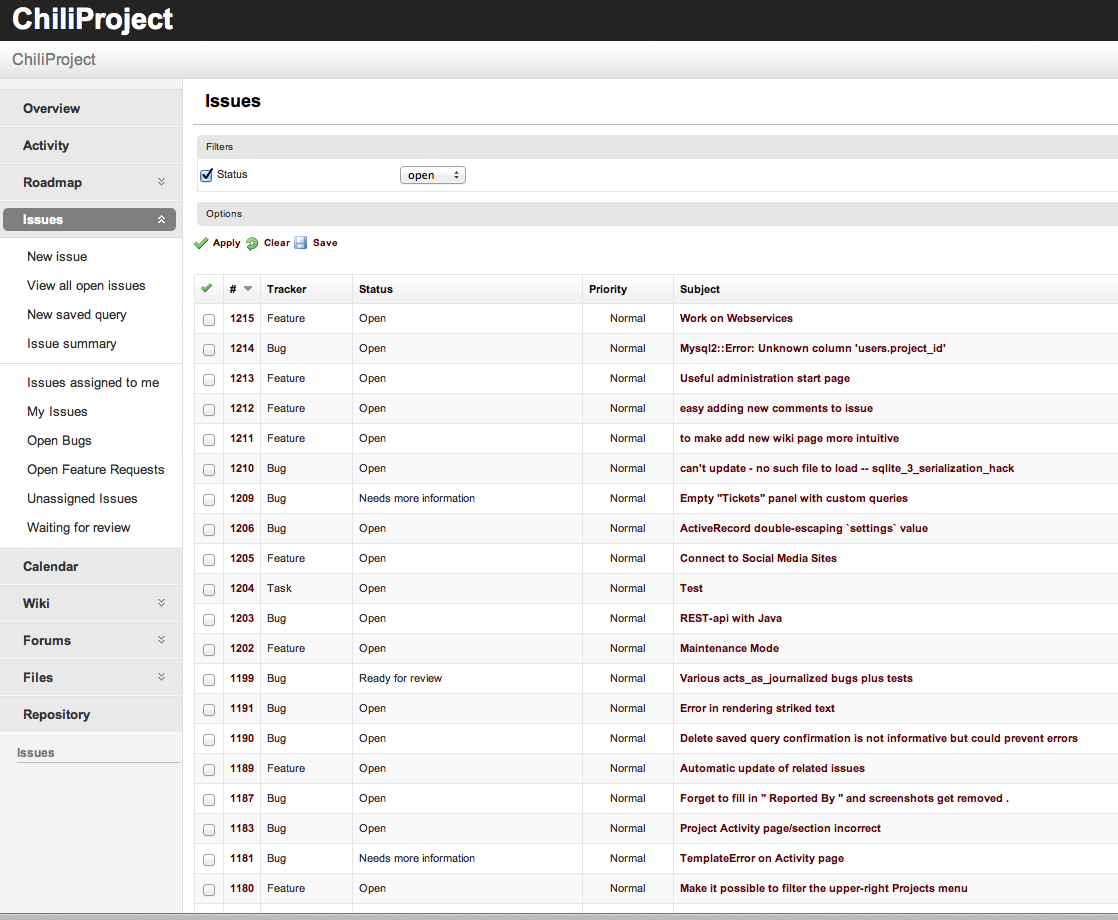 ChiliProject
ChiliProject
Overview
Activity
Roadmap
Issues
New issue
View all open issues
New saved query
Issue summary
Issues assigned to me
My Issues
Open Bugs
Open Feature Requests
Unassigned Issues
Waiting for review
Calendar
Wiki
Forums
Files
Repository
Issues
Issues
Filters
Status open
Options
Apply Clear Save
# Tracker Status Priority Subject
1215 Feature Open Normal Work on Webservices
1214 Bug Open Normal Mysql2::Error: Unknown column 'users.project_id'
1213 Feature Open Normal Useful administration start page
1212 Feature Open Normal easy adding new comments to issue
1211 Feature Open Normal to make add new wiki page more intuitive
1210 Bug Open Normal can't update - no such file to load -- sqlite_3_serialization_hack
1209 Bug Needs more information Normal Empty "Tickets" panel with custom queries
1206 Bug Open Normal ActiveRecord double-escaping `settings` value
1205 Feature Open Normal Connect to Social Media Sites
1204 Task Open Normal Test
1203 Bug Open Normal REST-api with Java
1202 Feature Open Normal Maintenance Mode
1199 Bug Ready for review Normal Various acts_as_journalized bugs plus tests
1191 Bug Open Normal Error in rendering striked text
1190 Bug Open Normal Delete saved query confirmation is not informative but could prevent errors
1189 Feature Open Normal Automatic update of related issues
1187 Bug Open Normal Forget to fill in " Reported By " and screenshots get removed .
1183 Bug Open Normal Project Activity page/section incorrect
1181 Bug Needs more information Normal TemplateError on Activity page
1180 Feature Open Normal Make it possible to filter the upper-right Projects menu